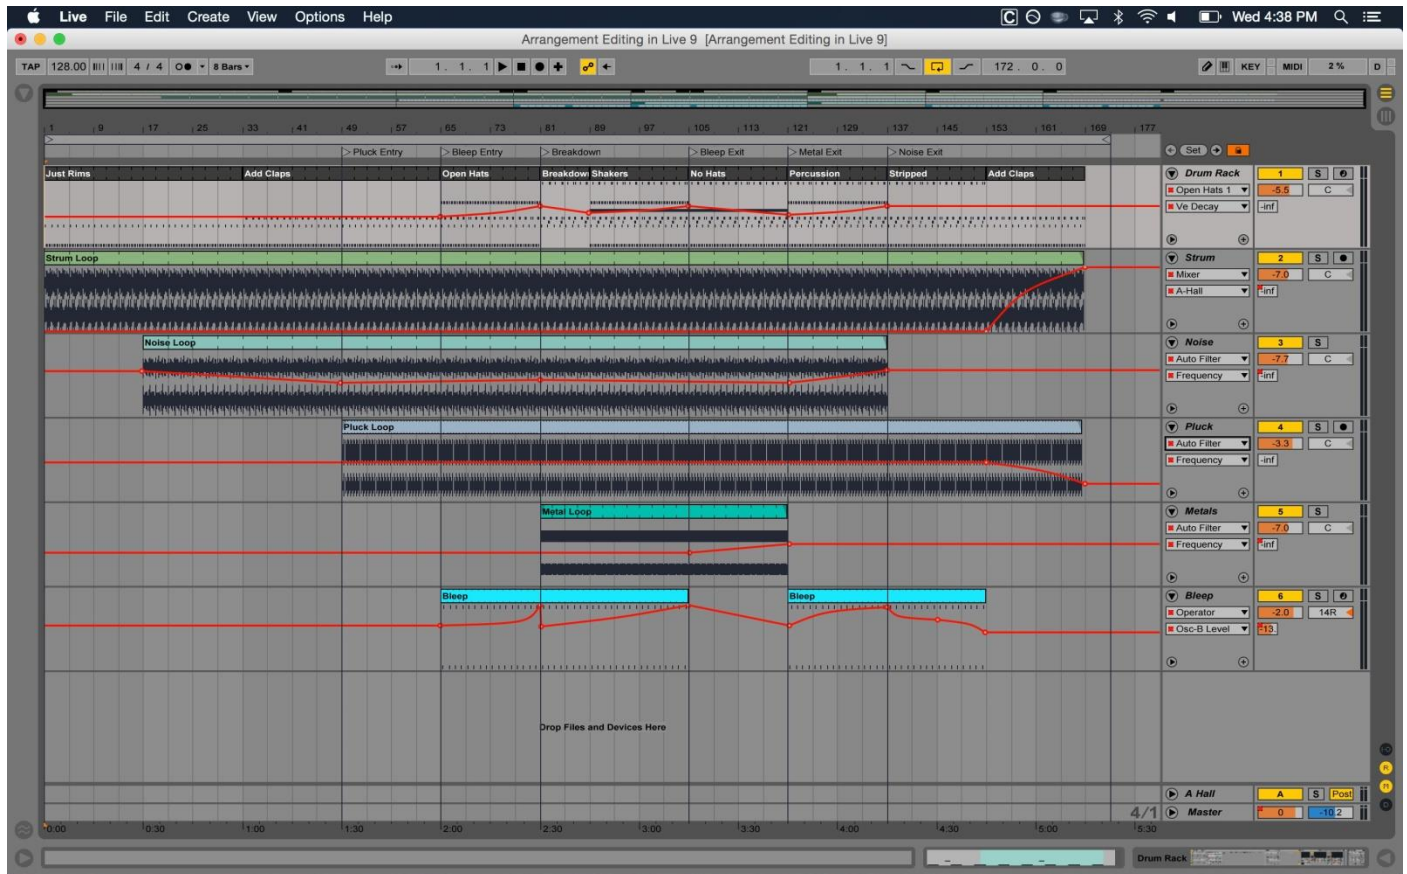 Live File Edit Create View Options Help Wed 4:38 PM
Arrangement Editing in Live 9 [Arrangement Editing in Live 9]
TAP 128.00 4 / 4 8 Bars 1. 1. 1 1. 1. 1 172. 0. 0 KEY MIDI 2 % D
1 9 17 25 33 41 49 57 65 73 81 89 97 105 113 121 129 137 145 153 161 169 177
Pluck Entry Bleep Entry Breakdown Bleep Exit Metal Exit Noise Exit Set
Just Rims Add Claps Open Hats Breakdown Shakers No Hats Percussion Stripped Add Claps Drum Rack 1 S
Open Hats 1 -5.5 C
Ve Decay -inf
Strum Loop Strum 2 S
Mixer -7.0 C
A-Hall -inf
Noise Loop Noise 3 S
Auto Filter -7.7 C
Frequency -inf
Pluck Loop Pluck 4 S
Auto Filter -3.3 C
Frequency -inf
Metal Loop Metals 5 S
Auto Filter -7.0 C
Frequency -inf
Bleep Bleep Bleep 6 S
Operator -2.0 14R
Osc-B Level -13.
Drop Files and Devices Here
A Hall A S Post
4/1 Master 0 -10.2
0:00 0:30 1:00 1:30 2:00 2:30 3:00 3:30 4:00 4:30 5:00 5:30
Drum Rack